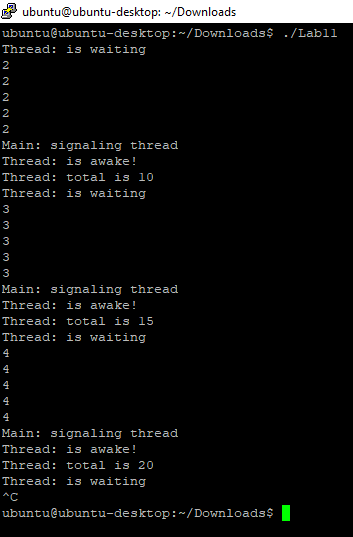 ubuntu@ubuntu-desktop: ~/Downloads
ubuntu@ubuntu-desktop:~/Downloads$ ./Lab11
Thread: is waiting
2
2
2
2
2
Main: signaling thread
Thread: is awake!
Thread: total is 10
Thread: is waiting
3
3
3
3
3
Main: signaling thread
Thread: is awake!
Thread: total is 15
Thread: is waiting
4
4
4
4
4
Main: signaling thread
Thread: is awake!
Thread: total is 20
Thread: is waiting
^C
ubuntu@ubuntu-desktop:~/Downloads$